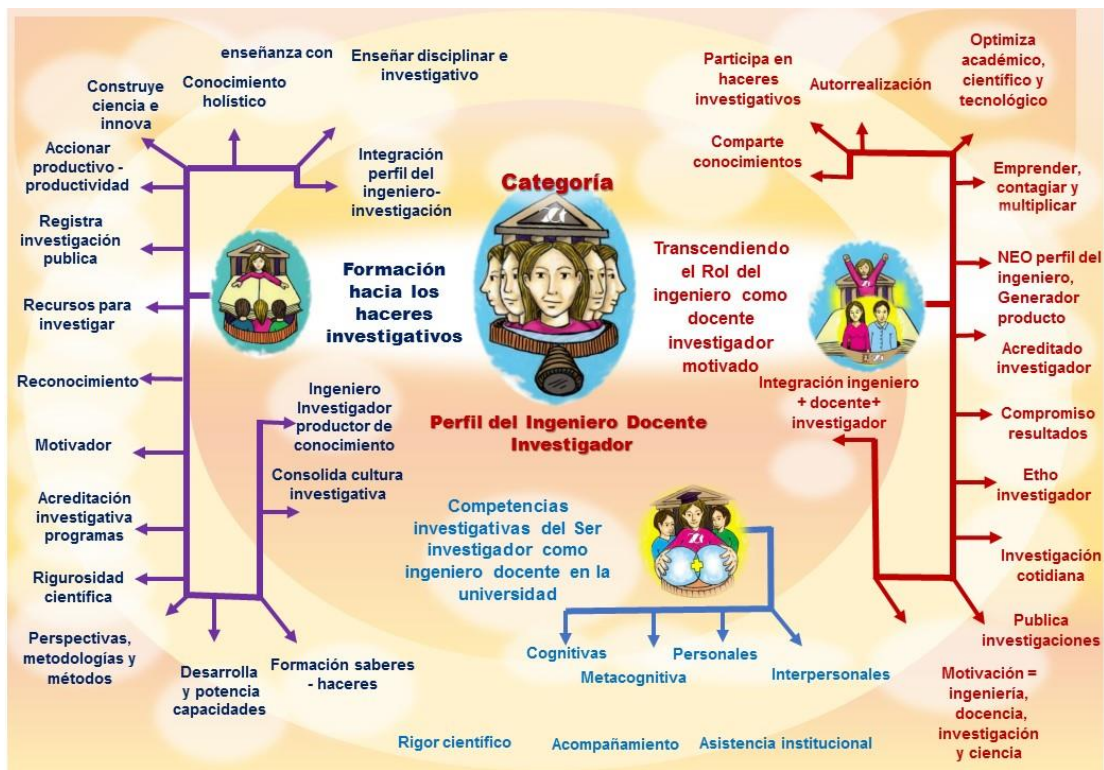 enseñanza con
Enseñar disciplinar e
investigativo
Conocimiento
holístico
Construye
ciencia e
innova
Accionar
productivo -
productividad
Integración
perfil del
ingeniero-
investigación
Registra
investigación
publica
Recursos para
investigar
Reconocimiento
Motivador
Acreditación
investigativa
programas
Rigurosidad
científica
Perspectivas,
metodologías y
métodos
Desarrolla
y potencia
capacidades
Formación saberes
- haceres
Consolida cultura
investigativa
Ingeniero
Investigador
productor de
conocimiento
Formación
hacia los
haceres
investigativos
Categoría
Perfil del Ingeniero Docente
Investigador
Transcendiendo
el Rol del
ingeniero como
docente
investigador
motivado
Participa en
haceres
investigativos
Autorrealización
Optimiza
académico,
científico y
tecnológico
Comparte
conocimientos
Emprender,
contagiar y
multiplicar
NEO perfil del
ingeniero,
Generador
producto
Acreditado
investigador
Compromiso
resultados
Etho
investigador
Investigación
cotidiana
Publica
investigaciones
Motivación =
ingeniería,
docencia,
investigación
y ciencia
Integración ingeniero
+ docente+
investigador
Competencias
investigativas del Ser
investigador como
ingeniero docente en la
universidad
Cognitivas
Metacognitiva
Personales
Interpersonales
Rigor científico
Acompañamiento
Asistencia institucional